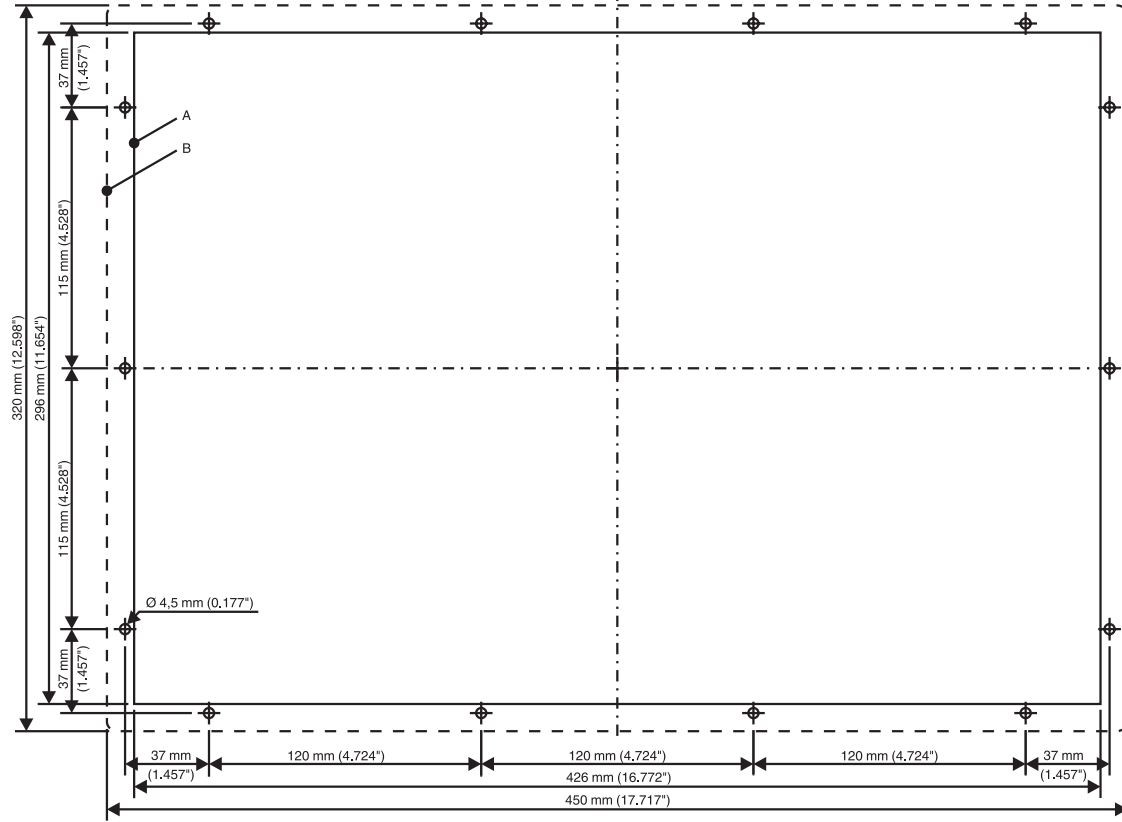 37 mm
(1.457")
A
B
115 mm (4.528")
320 mm (12.598")
296 mm (11.654")
115 mm (4.528")
Ø 4,5 mm (0.177")
37 mm
(1.457")
37 mm
(1.457")
120 mm (4.724")
120 mm (4.724")
120 mm (4.724")
37 mm
(1.457")
426 mm (16.772")
450 mm (17.717")